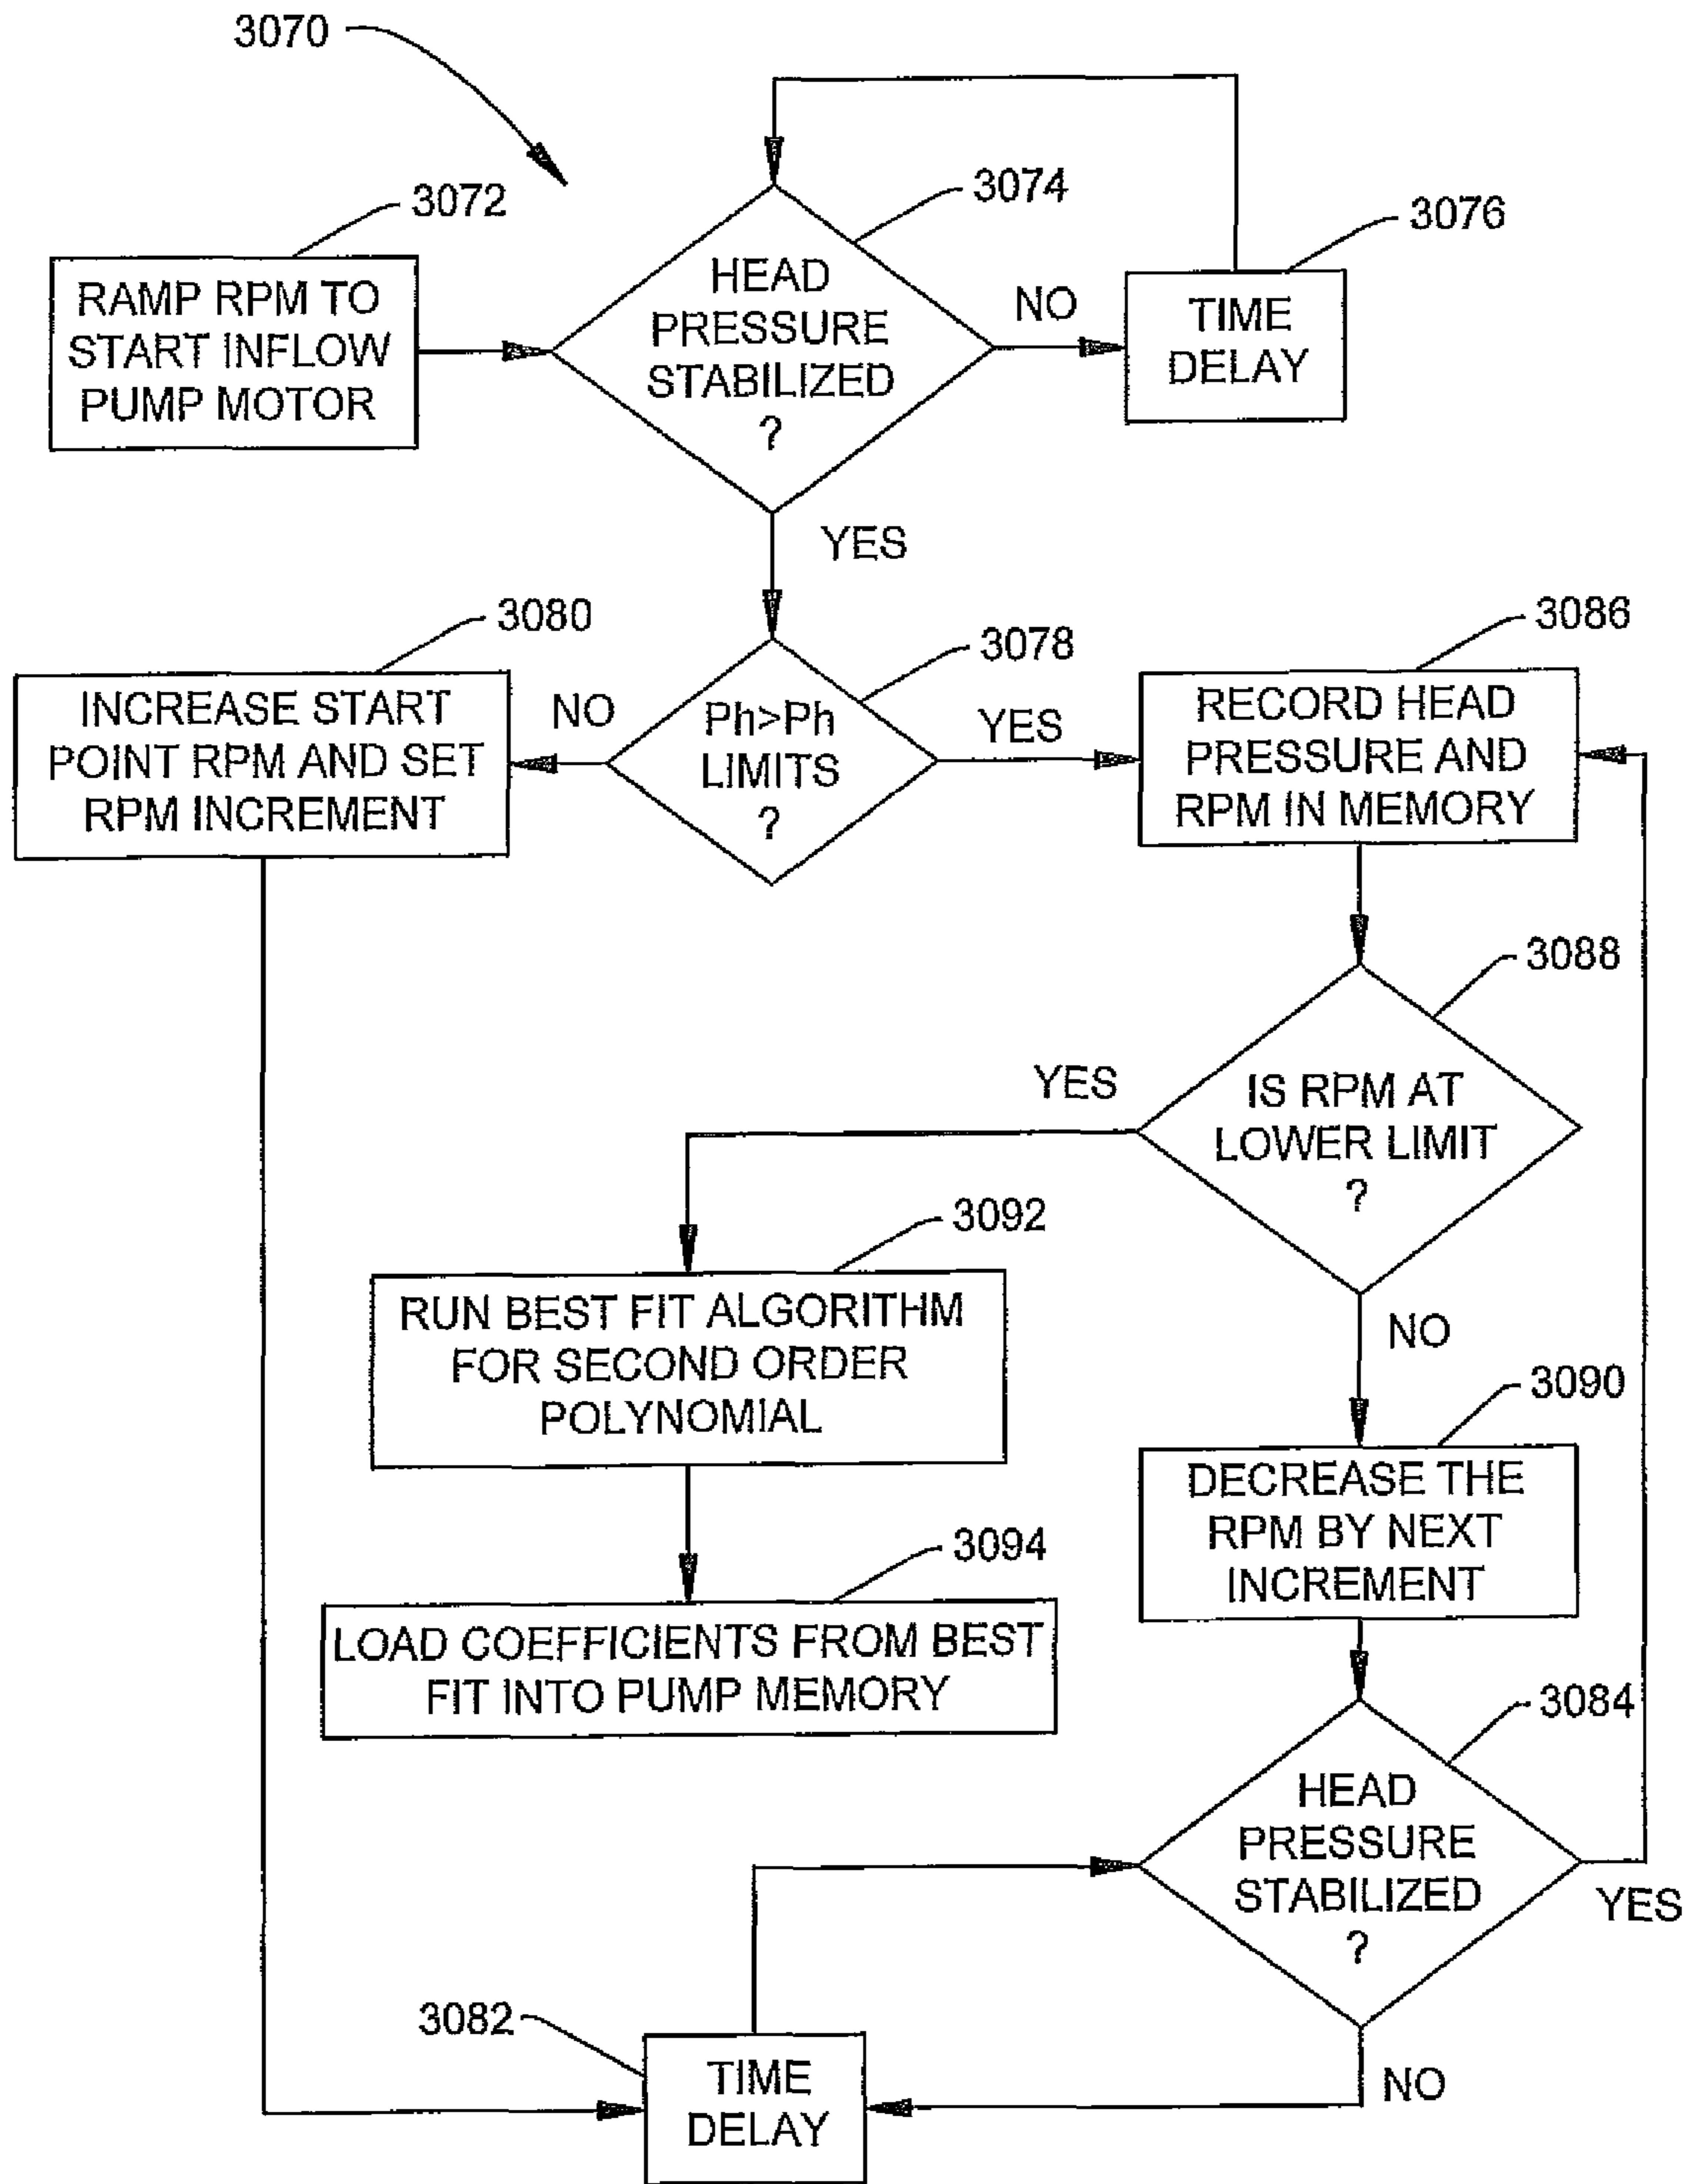 3070
3072
RAMP RPM TO
START INFLOW
PUMP MOTOR
3074
HEAD
PRESSURE
STABILIZED
?
NO
3076
TIME
DELAY
YES
3080
INCREASE START
POINT RPM AND SET
RPM INCREMENT
NO
3078
Ph>Ph
LIMITS
?
YES
3086
RECORD HEAD
PRESSURE AND
RPM IN MEMORY
3088
IS RPM AT
LOWER LIMIT
?
YES
NO
3092
RUN BEST FIT ALGORITHM
FOR SECOND ORDER
POLYNOMIAL
3094
LOAD COEFFICIENTS FROM BEST
FIT INTO PUMP MEMORY
3090
DECREASE THE
RPM BY NEXT
INCREMENT
3084
HEAD
PRESSURE
STABILIZED
?
YES
NO
3082
TIME
DELAY